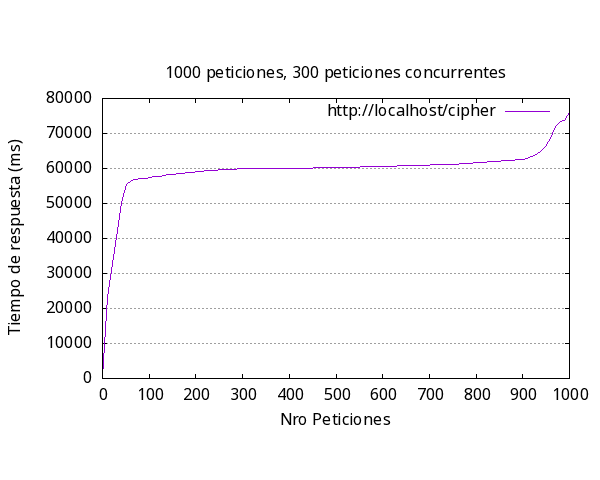 1000 peticiones, 300 peticiones concurrentes
http://localhost/cipher
Tiempo de respuesta (ms)
80000
70000
60000
50000
40000
30000
20000
10000
0
0 100 200 300 400 500 600 700 800 900 1000
Nro Peticiones